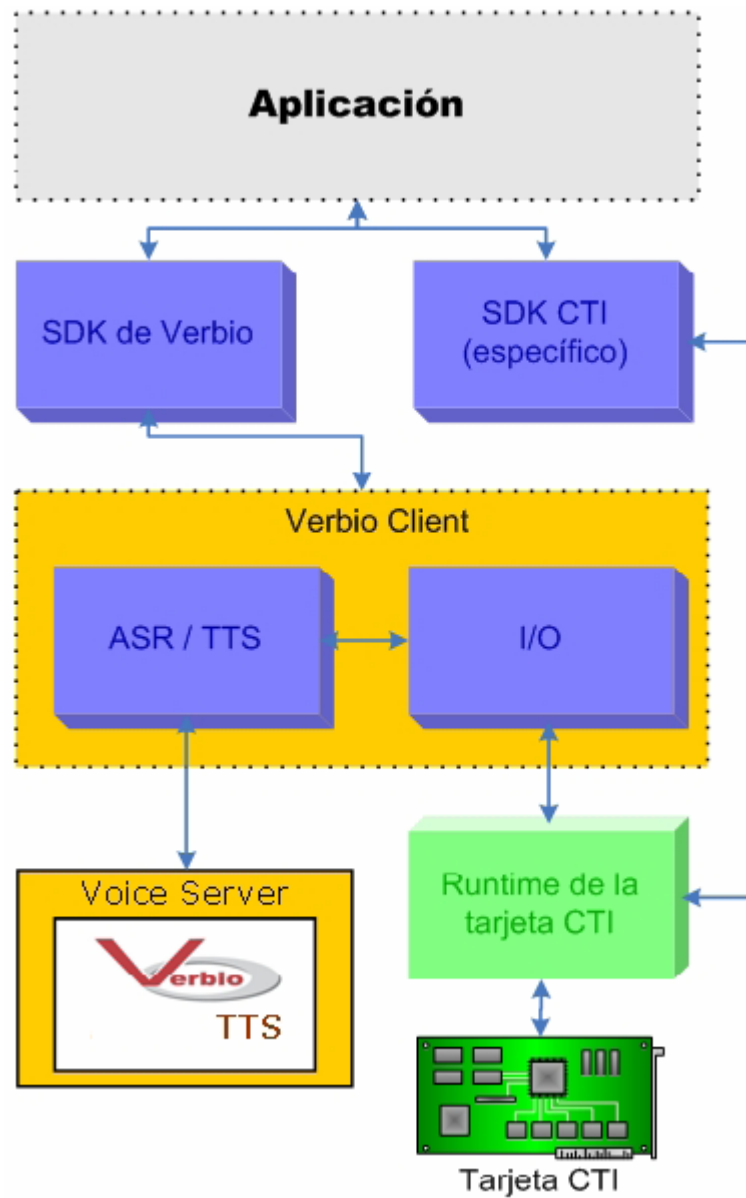 Aplicación
SDK de Verbio
SDK CTI
(específico)
Verbio Client
ASR / TTS
I/O
Voice Server
Verbio
TTS
Runtime de la
tarjeta CTI
Tarjeta CTI